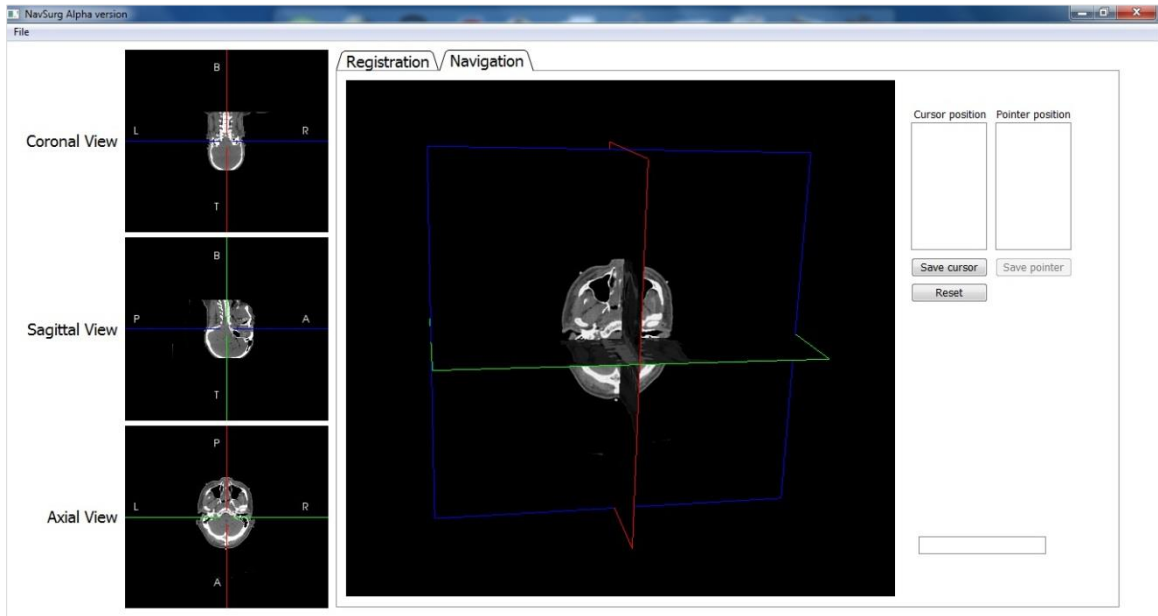 NavSurg Alpha version
File
Registration
Navigation
Coronal View
B
L
R
T
Sagittal View
B
P
A
T
Axial View
P
L
R
A
Cursor position
Pointer position
Save cursor
Save pointer
Reset